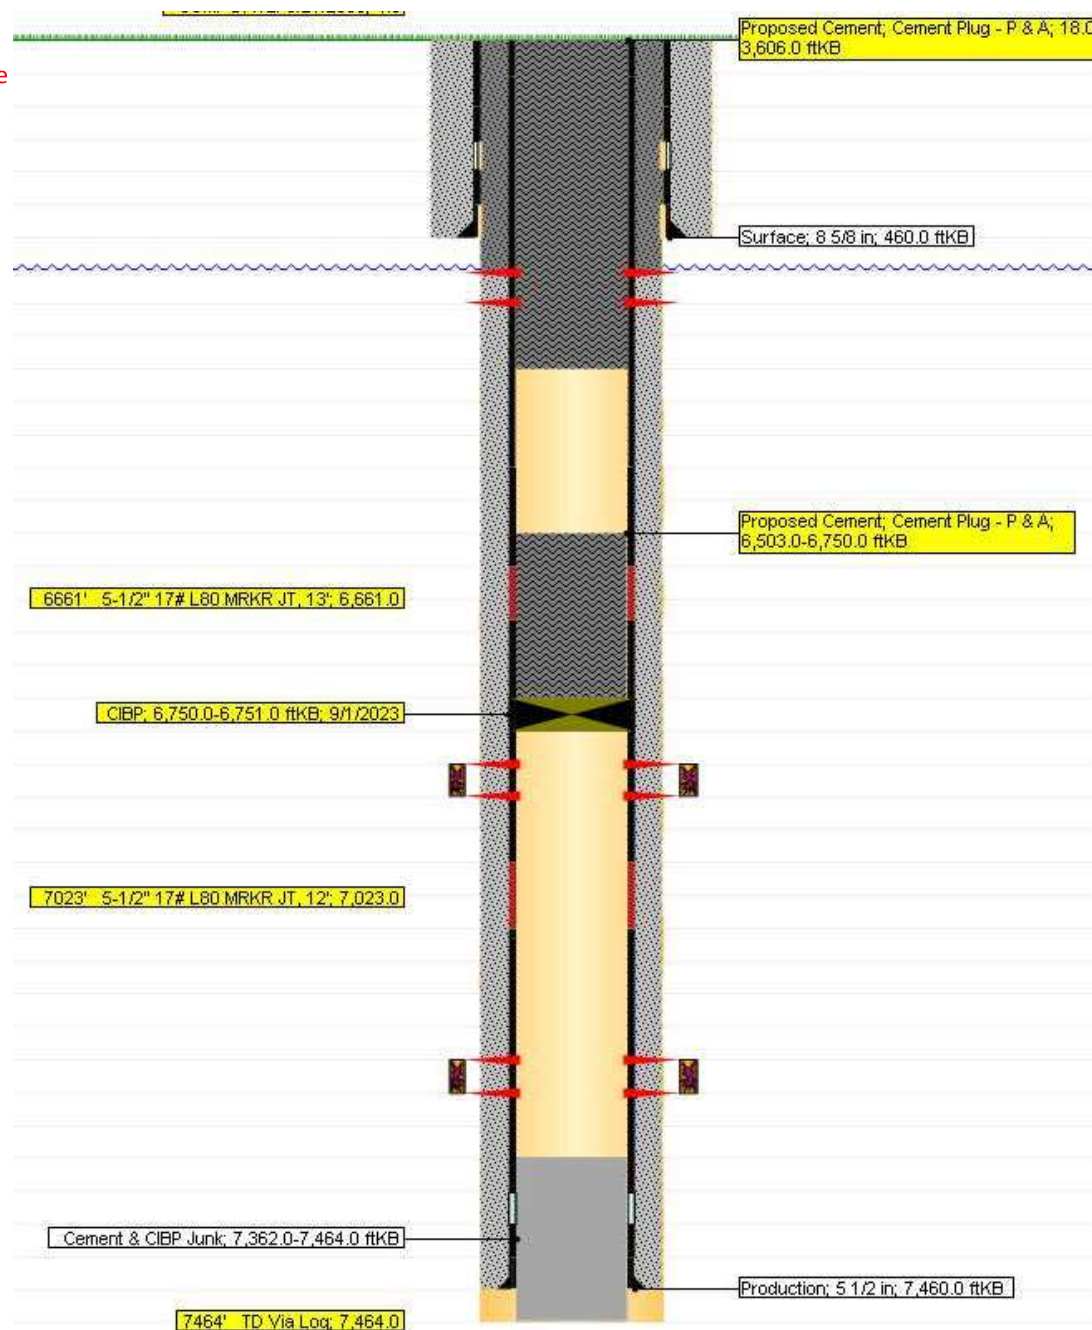 Proposed Cement; Cement Plug - P & A; 18.0
3,606.0 ftKB
e
Surface; 8 5/8 in; 460.0 ftKB
Proposed Cement; Cement Plug - P & A;
6,503.0-6,750.0 ftKB
6661' 5-1/2" 17# L80 MRKR JT, 13'; 6,661.0
CIBP; 6,750.0-6,751.0 ftKB; 9/1/2023
7023' 5-1/2" 17# L80 MRKR JT, 12'; 7,023.0
Cement & CIBP Junk; 7,362.0-7,464.0 ftKB
Production; 5 1/2 in; 7,460.0 ftKB
7464' TD Via Log; 7,464.0